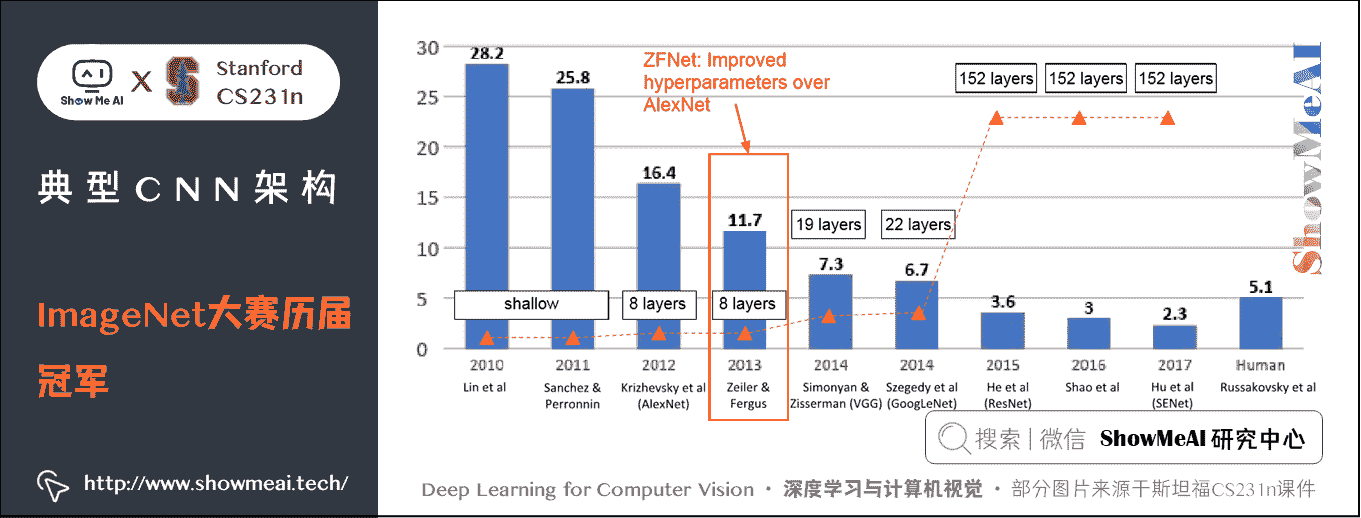 Show Me AI
X
Stanford
CS231n
典型CNN架构
ImageNet大赛历届
冠军
http://www.showmeai.tech/
30
25
20
15
10
5
0
28.2
25.8
16.4
11.7
7.3
6.7
3.6
3
2.3
5.1
ZFNet: Improved
hyperparameters over
AlexNet
shallow
8 layers
8 layers
19 layers
22 layers
152 layers
152 layers
152 layers
2010
Lin et al
2011
Sanchez &
Perronnin
2012
Krizhevsky et al
(AlexNet)
2013
Zeiler &
Fergus
2014
Simonyan &
Zisserman (VGG)
2014
Szegedy et al
(GoogLeNet)
2015
He et al
(ResNet)
2016
Shao et al
2017
Hu et al
(SENet)
Human
Russakovsky et al
ShowMeAI
搜索 | 微信 ShowMeAI 研究中心
Deep Learning for Computer Vision · 深度学习与计算机视觉 · 部分图片来源于斯坦福CS231n课件